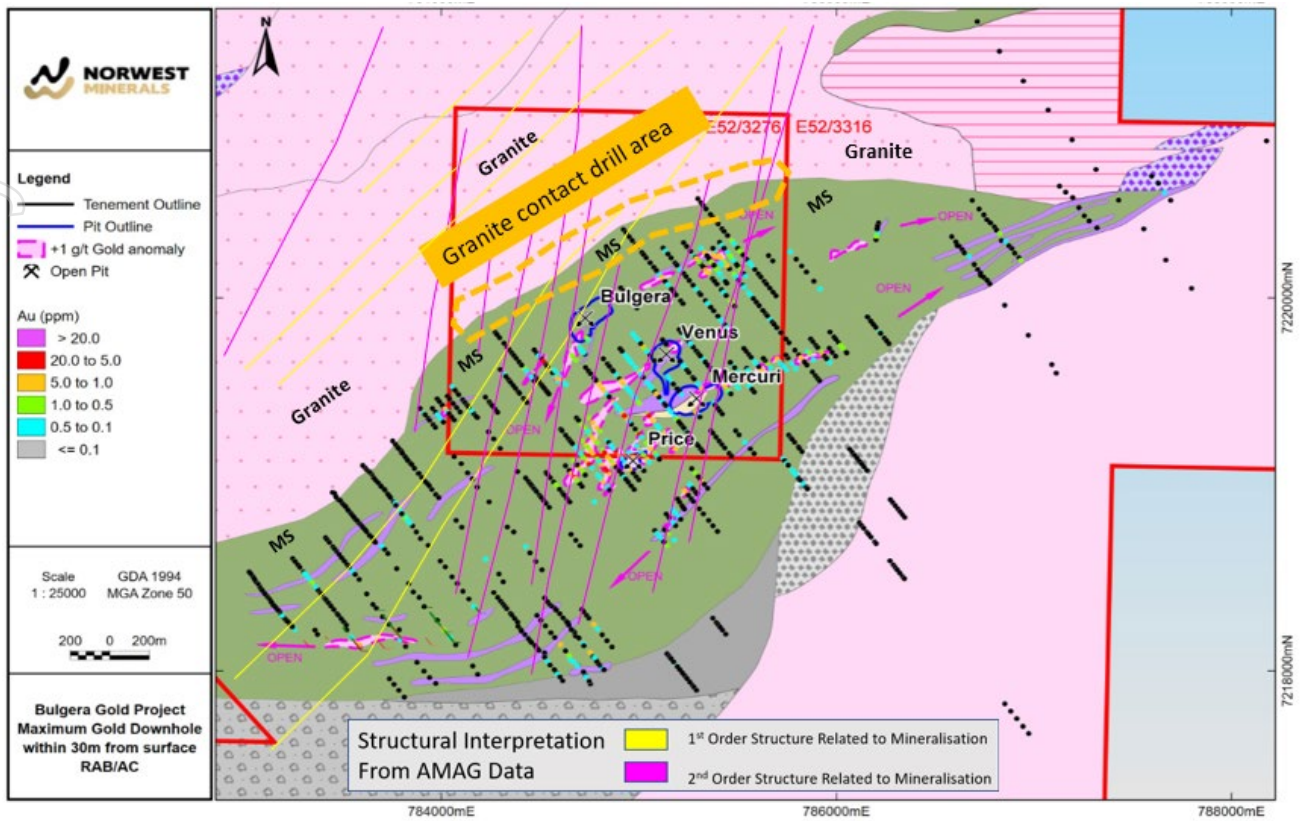 NORWEST
MINERALS
Legend
Tenement Outline
Pit Outline
+1 g/t Gold anomaly
Open Pit
Au (ppm)
> 20.0
20.0 to 5.0
5.0 to 1.0
1.0 to 0.5
0.5 to 0.1
<= 0.1
Scale GDA 1994
1 : 25000 MGA Zone 50
200 0 200m
Bulgera Gold Project
Maximum Gold Downhole
within 30m from surface
RAB/AC
N
E52/3276 E52/3316
Granite
Granite
Granite contact drill area
MS
OPEN
OPEN
MS
OPEN
Bulgera
Venus
MS
Mercuri
Granite
OPEN
Price
MS
OPEN
OPEN
7220000mN
7218000mN
Structural Interpretation
From AMAG Data
1st Order Structure Related to Mineralisation
2nd Order Structure Related to Mineralisation
784000mE 786000mE 788000mE